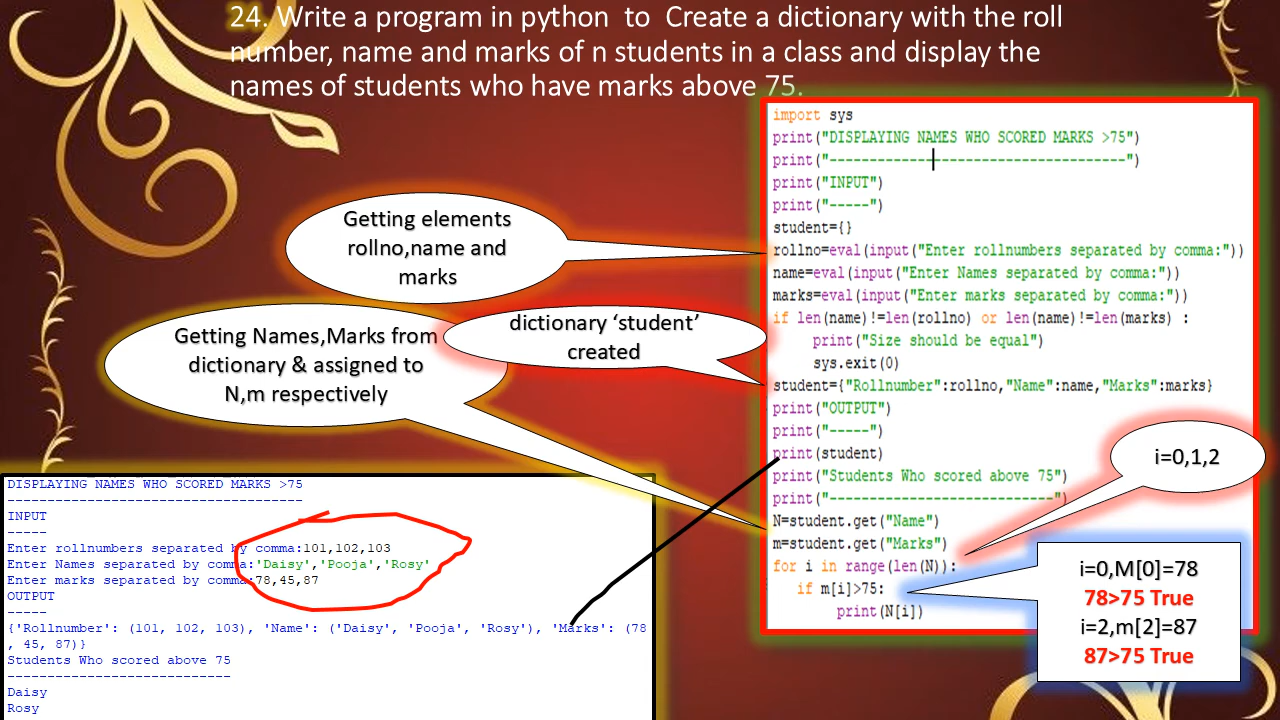 24. Write a program in python to Create a dictionary with the roll
number, name and marks of n students in a class and display the
names of students who have marks above 75.
import sys
print("DISPLAYING NAMES WHO SCORED MARKS >75")
print("-------------------------------------")
print("INPUT")
print("-----")
student={}
rollno=eval(input("Enter rollnumbers separated by comma:"))
name=eval(input("Enter Names separated by comma:"))
marks=eval(input("Enter marks separated by comma:"))
if len(name)!=len(rollno) or len(name)!=len(marks) :
print("Size should be equal")
sys.exit(0)
student={"Rollnumber":rollno,"Name":name,"Marks":marks}
print("OUTPUT")
print("-----")
print(student)
print("Students Who scored above 75")
print("----------------------------")
N=student.get("Name")
m=student.get("Marks")
for i in range(len(N)):
if m[i]>75:
print(N[i])
Getting elements
rollno,name and
marks
dictionary ‘student’
created
Getting Names,Marks from
dictionary & assigned to
N,m respectively
i=0,1,2
i=0,M[0]=78
78>75 True
i=2,m[2]=87
87>75 True
DISPLAYING NAMES WHO SCORED MARKS >75
-------------------------------------
INPUT
-----
Enter rollnumbers separated by comma:101,102,103
Enter Names separated by comma:'Daisy','Pooja','Rosy'
Enter marks separated by comma:78,45,87
OUTPUT
-----
{'Rollnumber': (101, 102, 103), 'Name': ('Daisy', 'Pooja', 'Rosy'), 'Marks': (78
, 45, 87)}
Students Who scored above 75
----------------------------
Daisy
Rosy